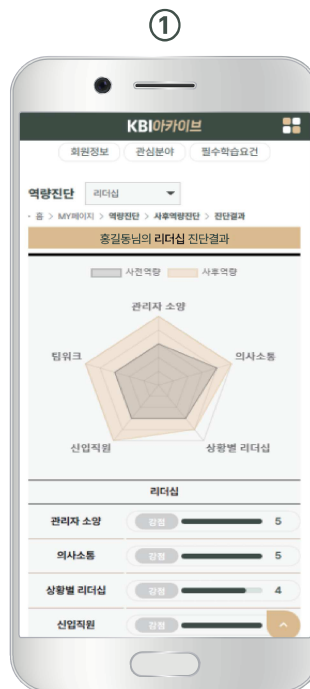 ①
KBI아카이브
회원정보 관심분야 필수학습요건
역량진단 리더십
홈 > MY페이지 > 역량진단 > 사후역량진단 > 진단결과
홍길동님의 리더십 진단결과
사전역량 사후역량
관리자 소양
팀워크 의사소통
신입직원 상황별 리더십
리더십
관리자 소양 강점 5
의사소통 강점 5
상황별 리더십 강점 4
신입직원 강점